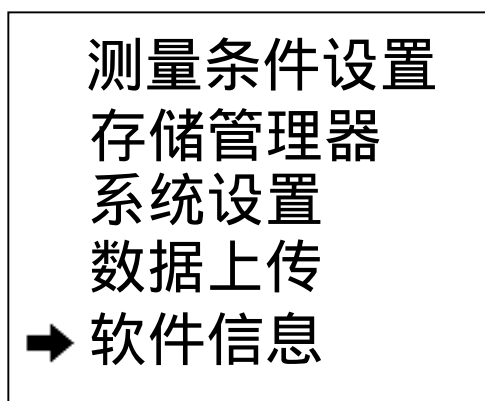 测量条件设置
存储管理器
系统设置
数据上传
软件信息